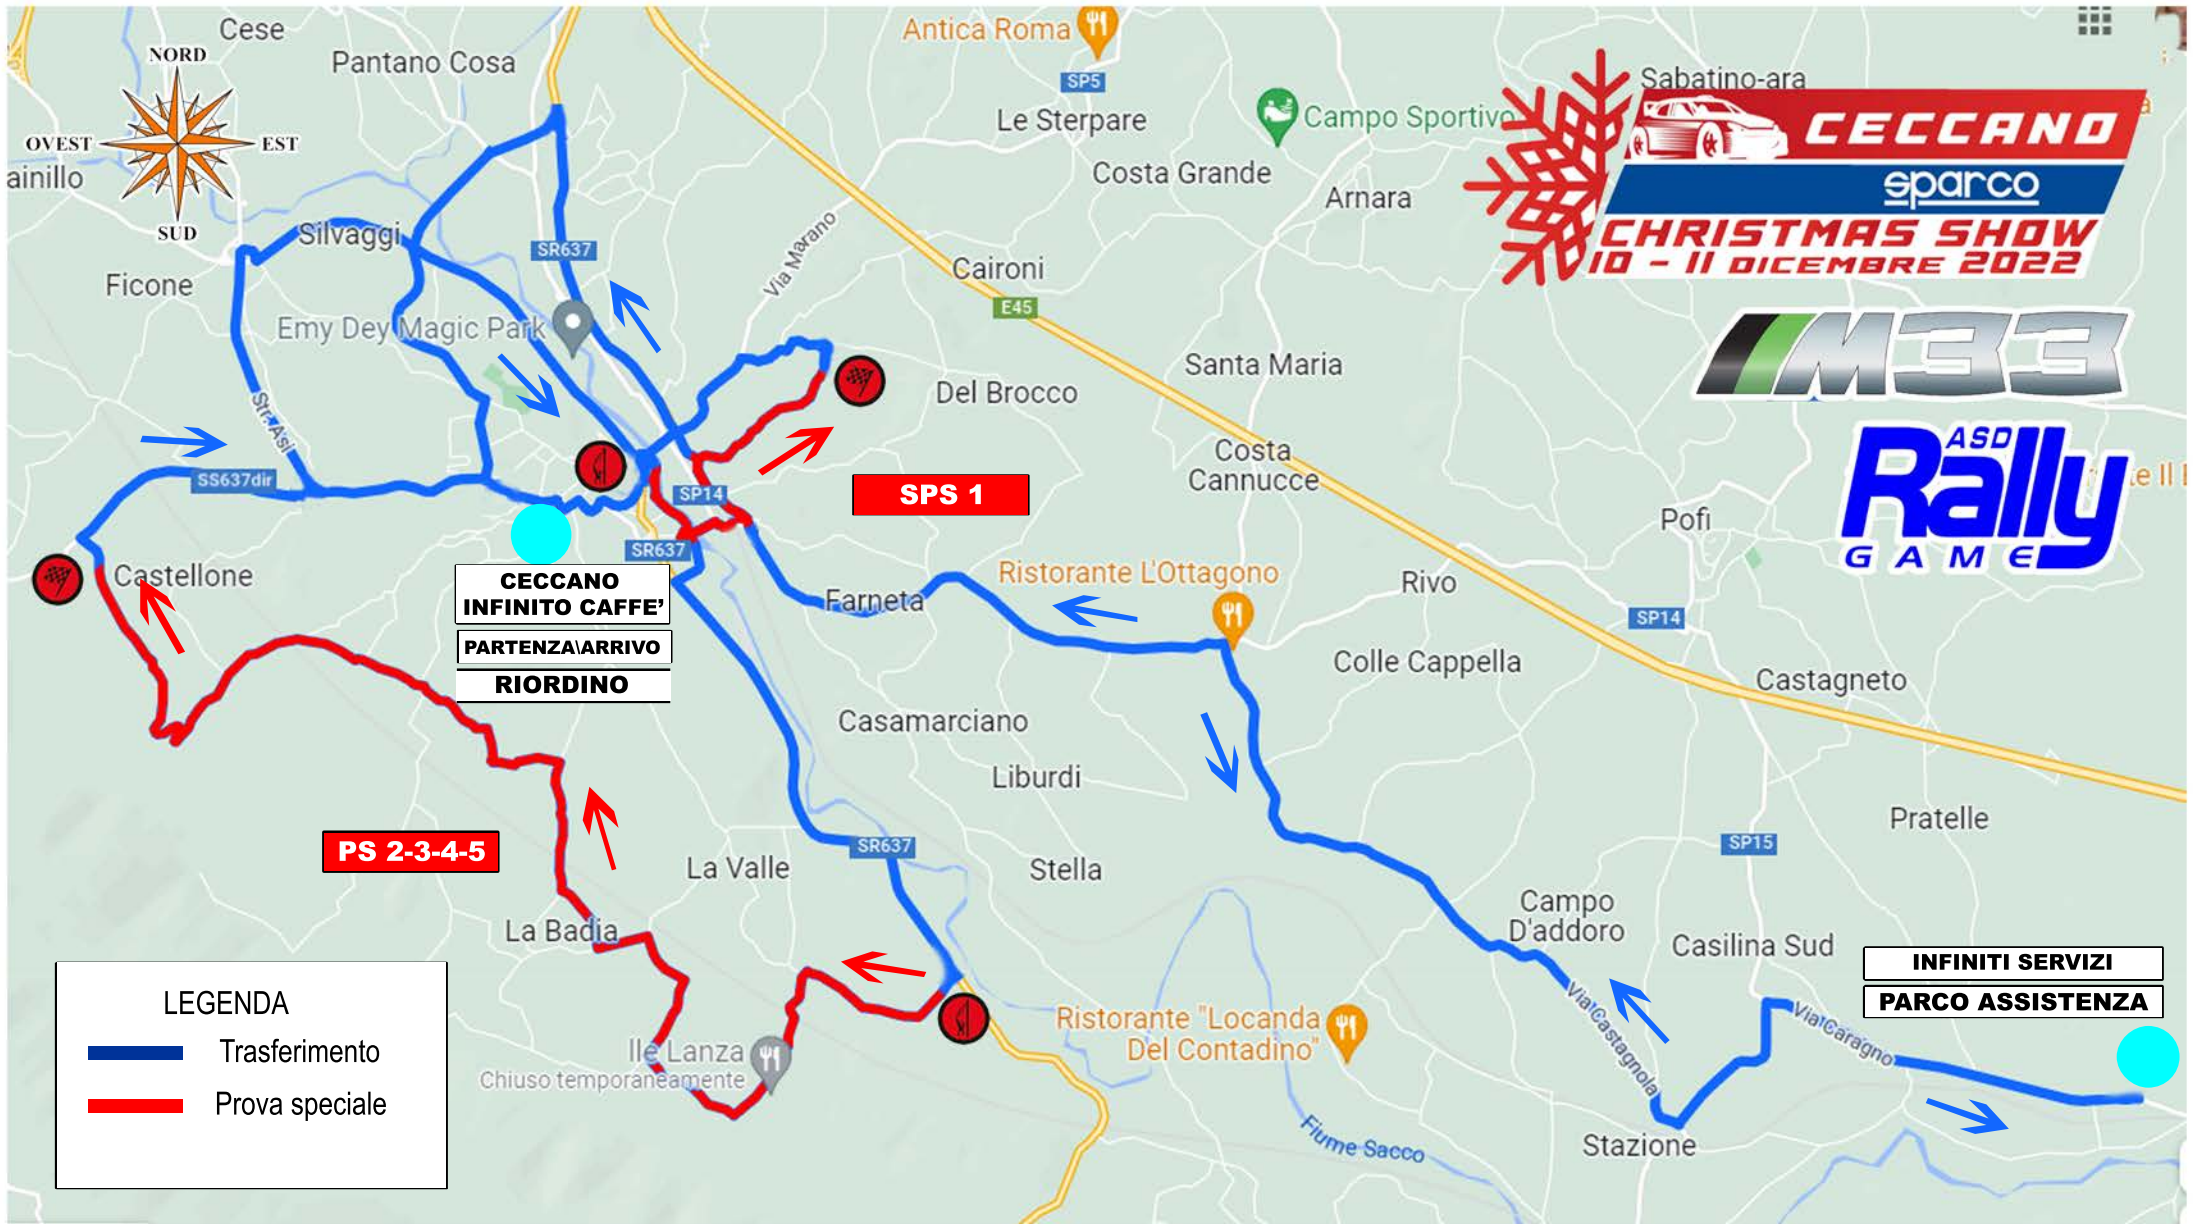 Cese
Pantano Cosa
NORD
OVEST
EST
SUD
ainillo
Silvaggi
Ficone
Antica Roma
SP5
Le Sterpare
Campo Sportivo
Costa Grande
Arnara
Sabatino-ara
CECCANO
sparco
CHRISTMAS SHOW
10 - 11 DICEMBRE 2022
M33
ASD
Rally
GAME
SR637
Via Marano
Caironi
E45
Emy Dey Magic Park
Santa Maria
Del Brocco
Str. Asi
SS637dir
SP14
SPS 1
Costa
Cannucce
Pofi
SR637
Castellone
CECCANO
INFINITO CAFFE'
PARTENZA\ARRIVO
RIORDINO
Farneta
Ristorante L'Ottagono
Rivo
SP14
Colle Cappella
Castagneto
Casamarciano
Liburdi
Pratelle
PS 2-3-4-5
La Valle
SR637
Stella
SP15
La Badia
Campo
D'addoro
Casilina Sud
INFINITI SERVIZI
PARCO ASSISTENZA
Via Castagnola
Via Caragno
Ristorante "Locanda
Del Contadino"
lle Lanza
Chiuso temporaneamente
Fiume Sacco
Stazione
LEGENDA
Trasferimento
Prova speciale